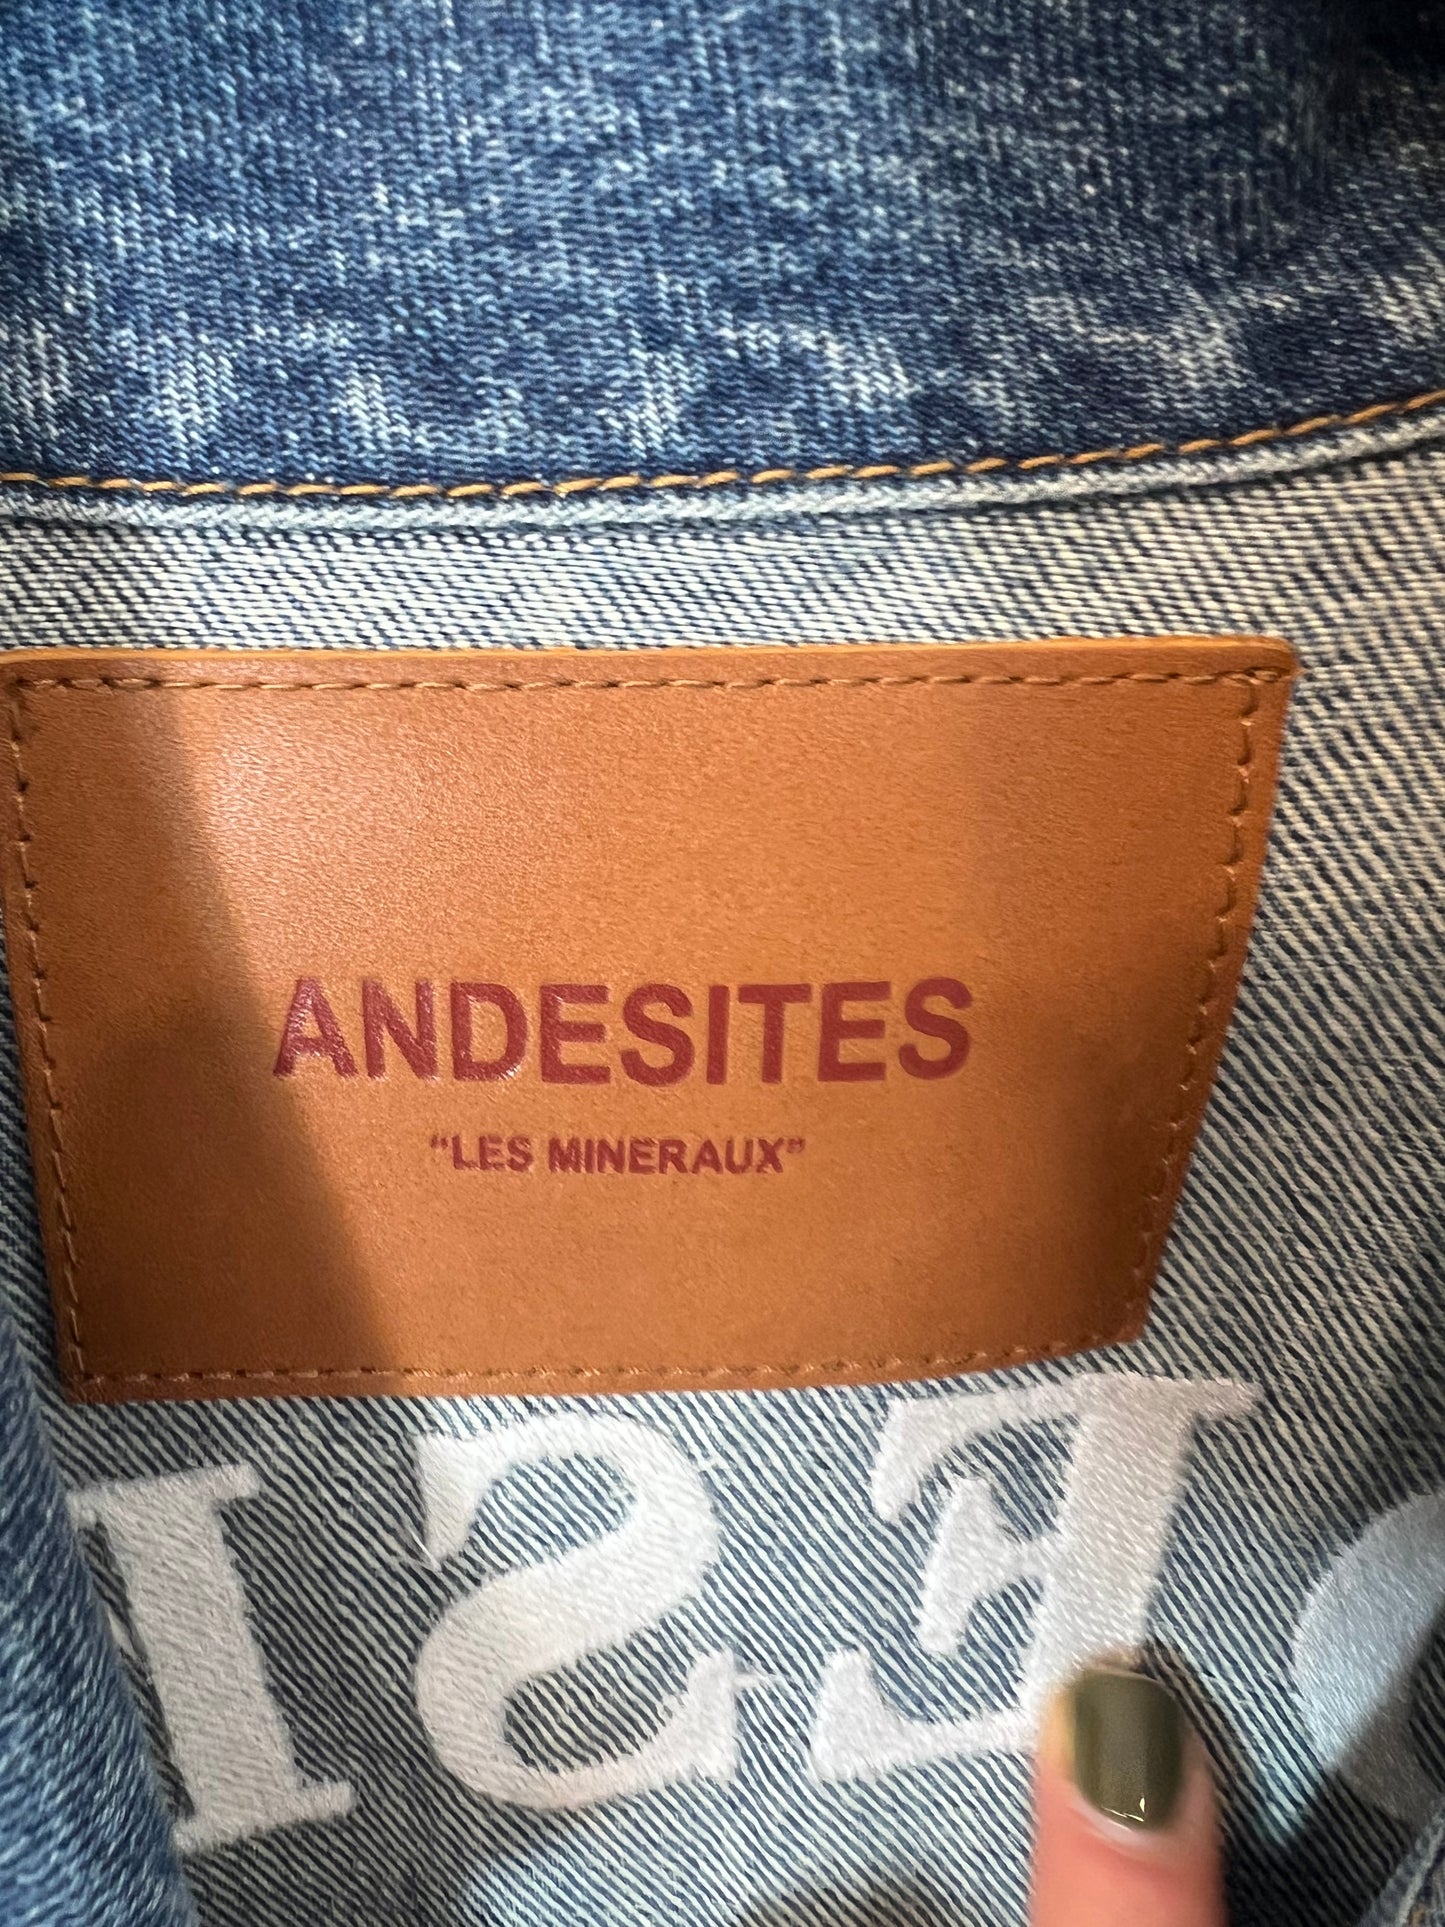 ANDESITES
“LES MINERAUX”